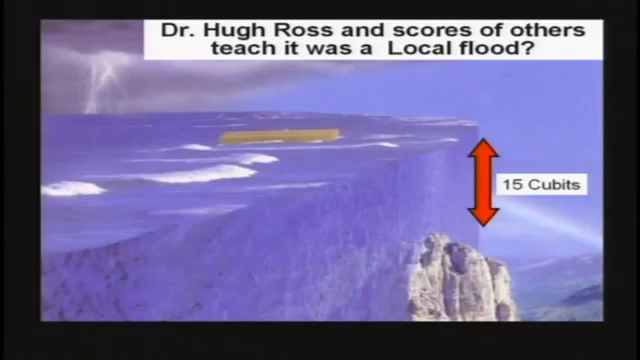 Dr. Hugh Ross and scores of others
teach it was a Local flood?
15 Cubits